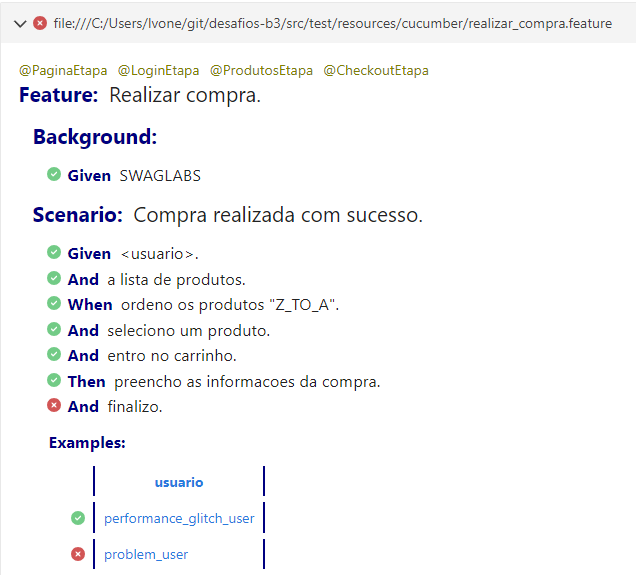 file:///C:/Users/Ivone/git/desafios-b3/src/test/resources/cucumber/realizar_compra.feature
@PaginaEtapa @LoginEtapa @ProdutosEtapa @CheckoutEtapa
Feature: Realizar compra.
Background:
Given SWAGLABS
Scenario: Compra realizada com sucesso.
Given <usuario>.
And a lista de produtos.
When ordeno os produtos "Z_TO_A".
And seleciono um produto.
And entro no carrinho.
Then preencho as informacoes da compra.
And finalizo.
Examples:
usuario
performance_glitch_user
problem_user